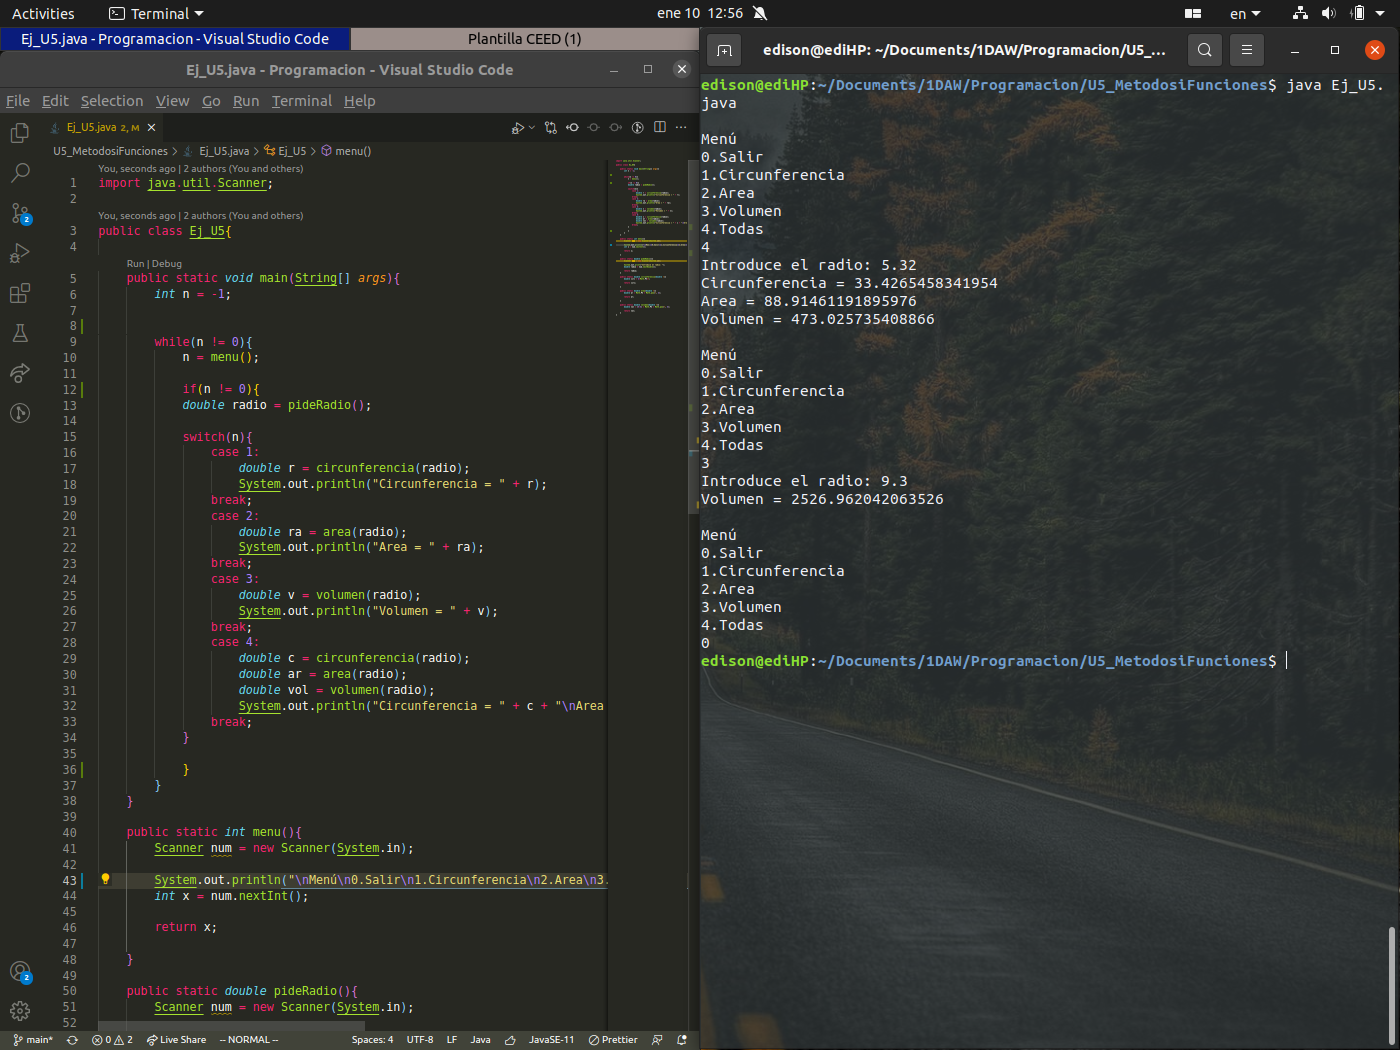 Activities
Terminal
ene 10 12:56
en
Ej_U5.java - Programacion - Visual Studio Code
Plantilla CEED (1)
Ej_U5.java - Programacion - Visual Studio Code
File Edit Selection View Go Run Terminal Help
Ej_U5.java 2, M
U5_MetodosiFunciones > Ej_U5.java > Ej_U5 > menu()
You, seconds ago | 2 authors (You and others)
1 import java.util.Scanner;
2
You, seconds ago | 2 authors (You and others)
3 public class Ej_U5{
4
Run | Debug
5 public static void main(String[] args){
6 int n = -1;
7
8
9 while(n != 0){
10 n = menu();
11
12 if(n != 0){
13 double radio = pideRadio();
14
15 switch(n){
16 case 1:
17 double r = circunferencia(radio);
18 System.out.println("Circunferencia = " + r);
19 break;
20 case 2:
21 double ra = area(radio);
22 System.out.println("Area = " + ra);
23 break;
24 case 3:
25 double v = volumen(radio);
26 System.out.println("Volumen = " + v);
27 break;
28 case 4:
29 double c = circunferencia(radio);
30 double ar = area(radio);
31 double vol = volumen(radio);
32 System.out.println("Circunferencia = " + c + "\nArea
33 break;
34 }
35
36 }
37 }
38 }
39
40 public static int menu(){
41 Scanner num = new Scanner(System.in);
42
43 System.out.println("\nMenú\n0.Salir\n1.Circunferencia\n2.Area\n3.
44 int x = num.nextInt();
45
46 return x;
47
48 }
49
50 public static double pideRadio(){
51 Scanner num = new Scanner(System.in);
52
2
2
main* 0 2 Live Share -- NORMAL -- Spaces: 4 UTF-8 LF Java JavaSE-11 Prettier
edison@ediHP: ~/Documents/1DAW/Programacion/U5_...
edison@ediHP:~/Documents/1DAW/Programacion/U5_MetodosiFunciones$ java Ej_U5.
java

Menú
0.Salir
1.Circunferencia
2.Area
3.Volumen
4.Todas
4
Introduce el radio: 5.32
Circunferencia = 33.4265458341954
Area = 88.91461191895976
Volumen = 473.025735408866

Menú
0.Salir
1.Circunferencia
2.Area
3.Volumen
4.Todas
3
Introduce el radio: 9.3
Volumen = 2526.962042063526

Menú
0.Salir
1.Circunferencia
2.Area
3.Volumen
4.Todas
0
edison@ediHP:~/Documents/1DAW/Programacion/U5_MetodosiFunciones$